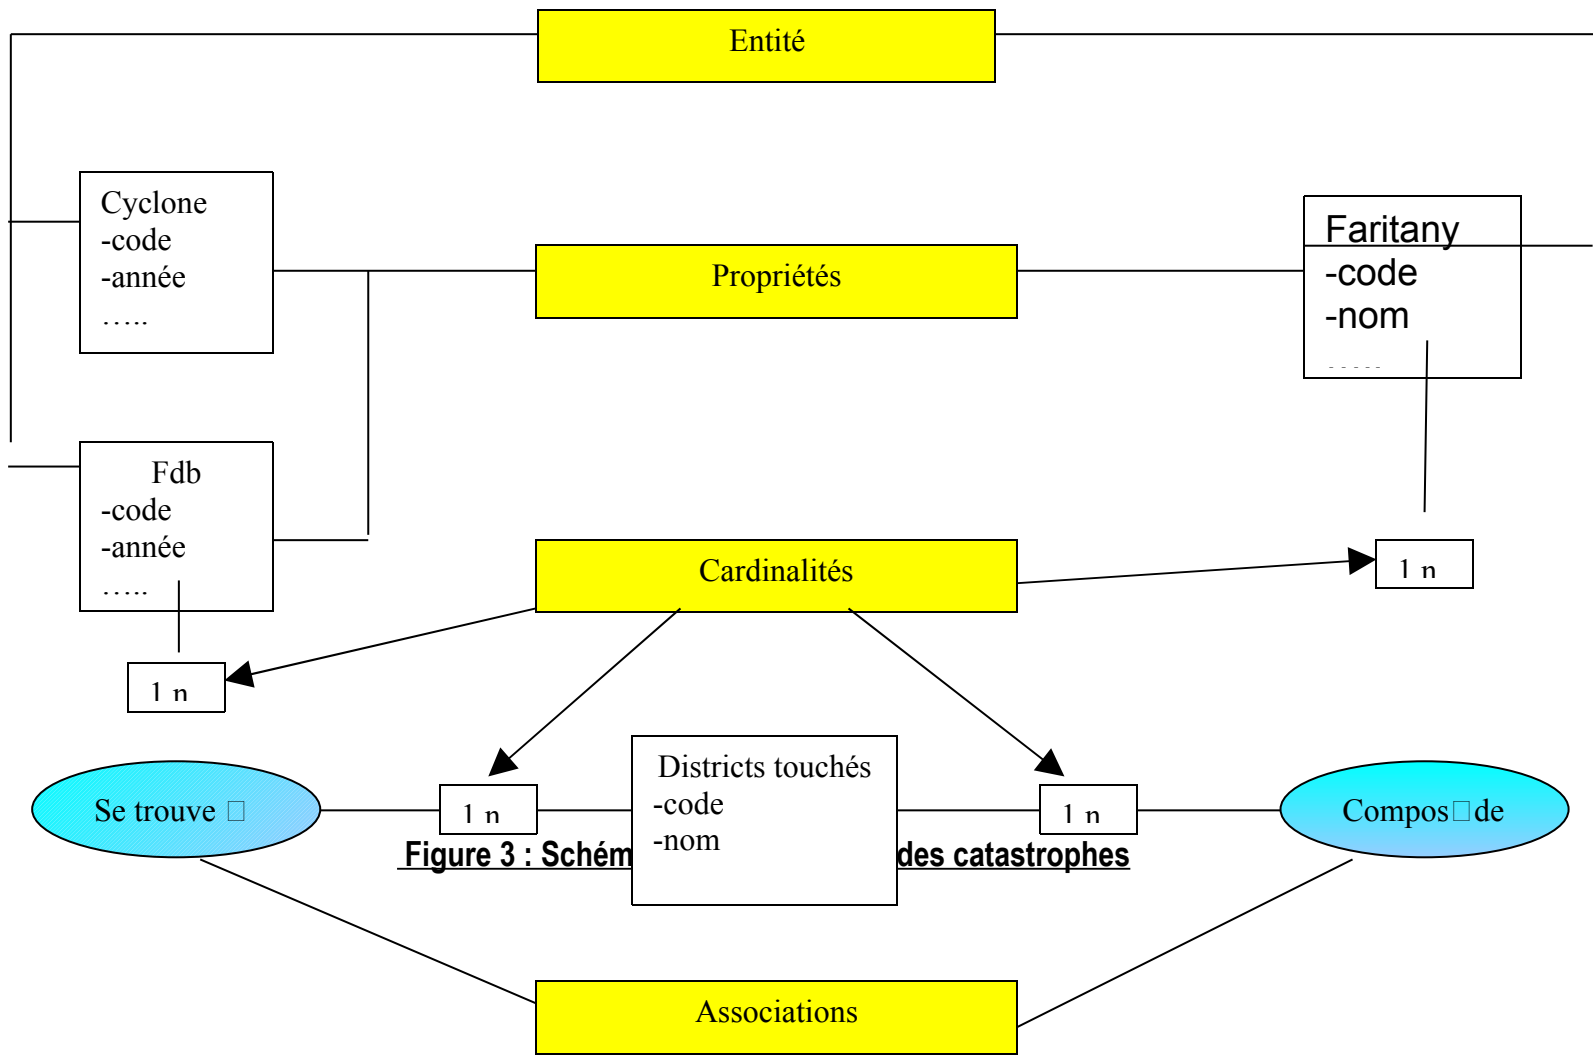 Entité
Cyclone
-code
-année
…..
Propriétés
Faritany
-code
-nom
…..
Fdb
-code
-année
…..
Cardinalités
1 n
1 n
Se trouve □
1 n
Districts touchés
-code
-nom
1 n
Compos□de
Figure 3 : Schém des catastrophes
Associations